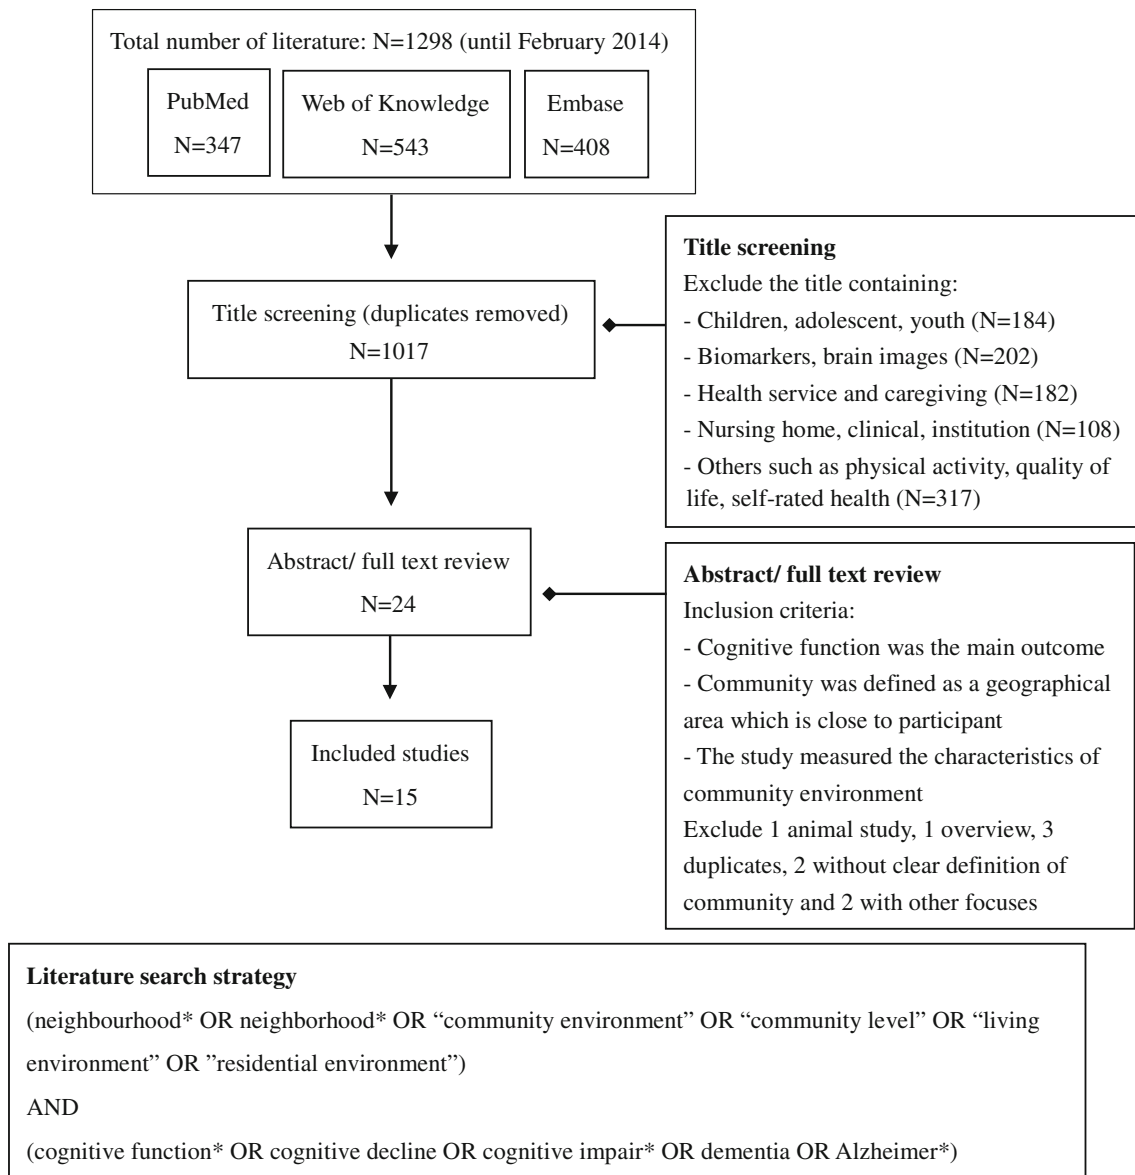 Total number of literature: N=1298 (until February 2014)
PubMed
N=347
Web of Knowledge
N=543
Embase
N=408
Title screening (duplicates removed)
N=1017
Title screening
Exclude the title containing:
- Children, adolescent, youth (N=184)
- Biomarkers, brain images (N=202)
- Health service and caregiving (N=182)
- Nursing home, clinical, institution (N=108)
- Others such as physical activity, quality of
life, self-rated health (N=317)
Abstract/ full text review
N=24
Abstract/ full text review
Inclusion criteria:
- Cognitive function was the main outcome
- Community was defined as a geographical
area which is close to participant
- The study measured the characteristics of
community environment
Exclude 1 animal study, 1 overview, 3
duplicates, 2 without clear definition of
community and 2 with other focuses
Included studies
N=15
Literature search strategy
(neighbourhood* OR neighborhood* OR “community environment” OR “community level” OR “living
environment” OR ”residential environment”)
AND
(cognitive function* OR cognitive decline OR cognitive impair* OR dementia OR Alzheimer*)